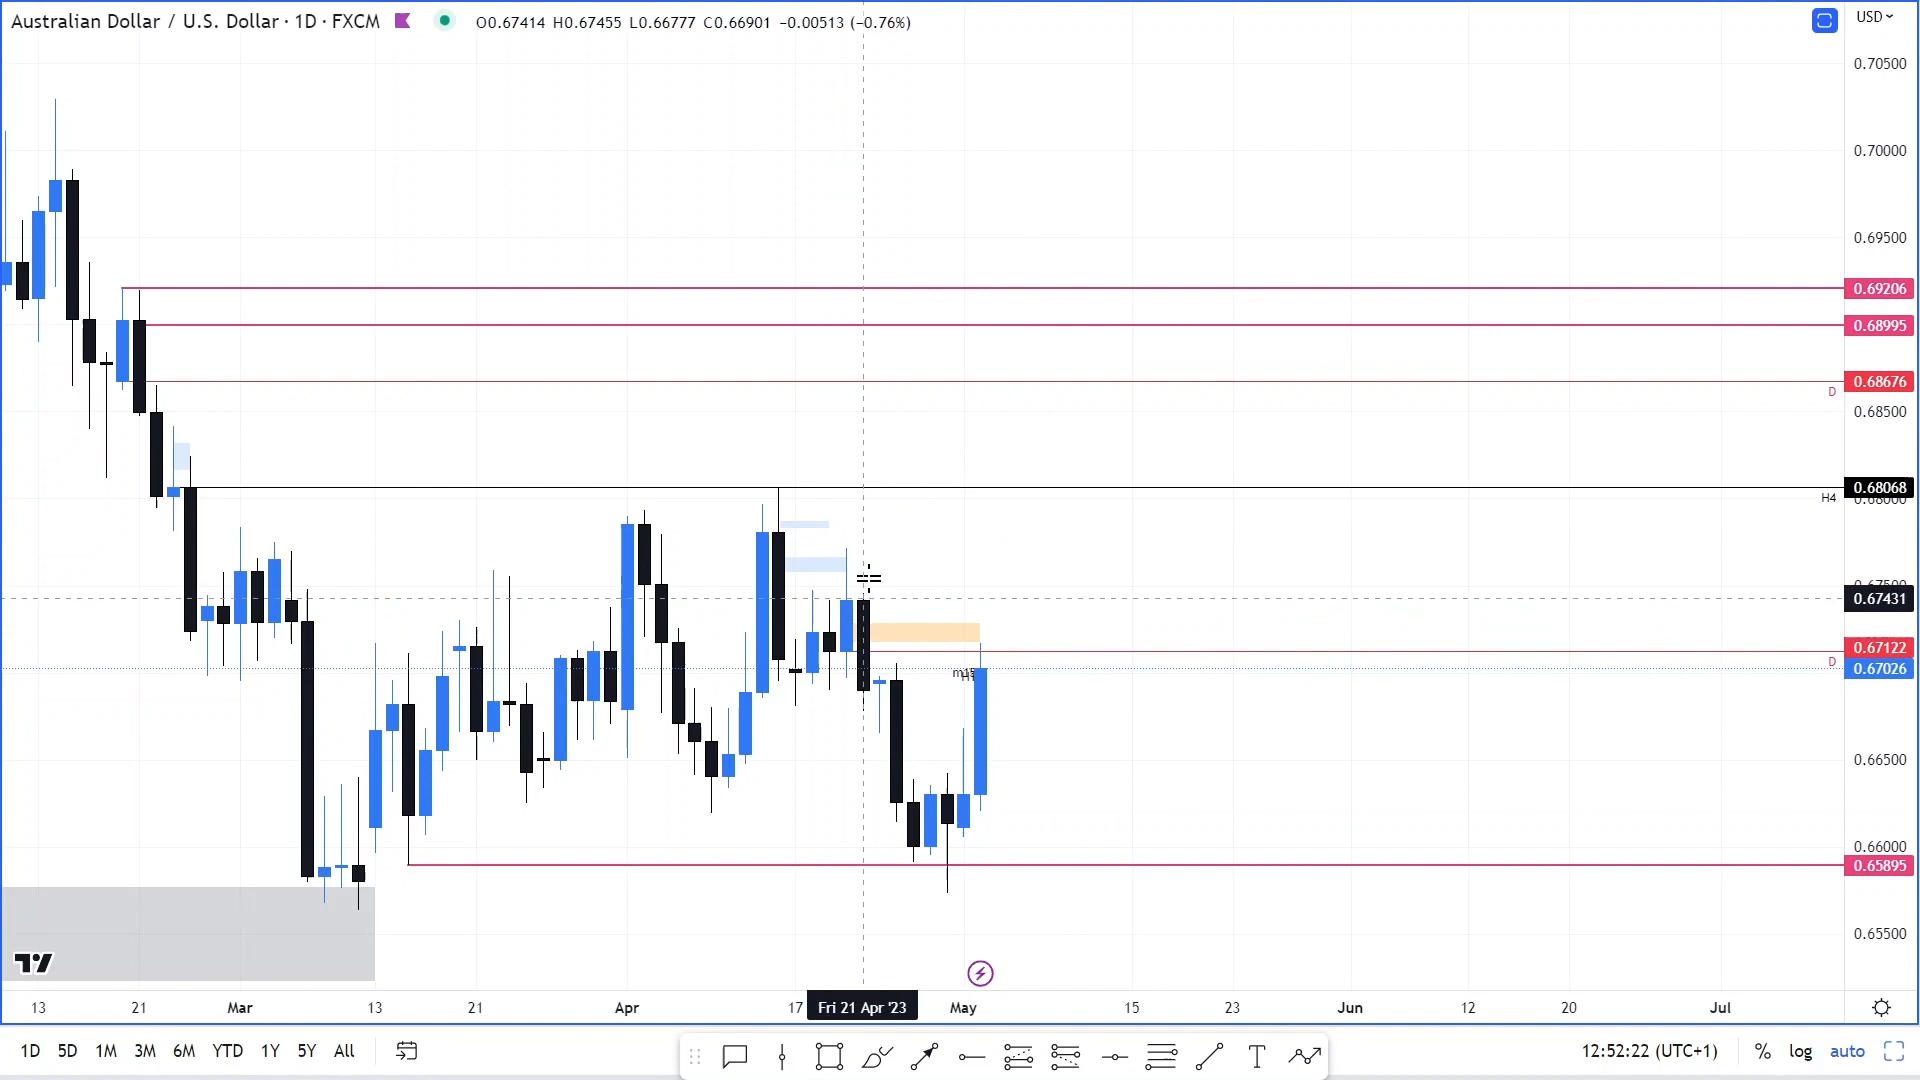 Australian Dollar / U.S. Dollar · 1D · FXCM O0.67414 H0.67455 L0.66777 C0.66901 −0.00513 (−0.76%)
USD
0.70500
0.70000
0.69500
0.69206
0.68995
0.68676
D
0.68500
0.68068
H4
0.67431
0.67122
D
0.67026
0.66500
0.66000
0.65895
0.65500
13 21 Mar 13 21 Apr 17 Fri 21 Apr '23 May 15 23 Jun 12 20 Jul
1D 5D 1M 3M 6M YTD 1Y 5Y All
T
12:52:22 (UTC+1) % log auto